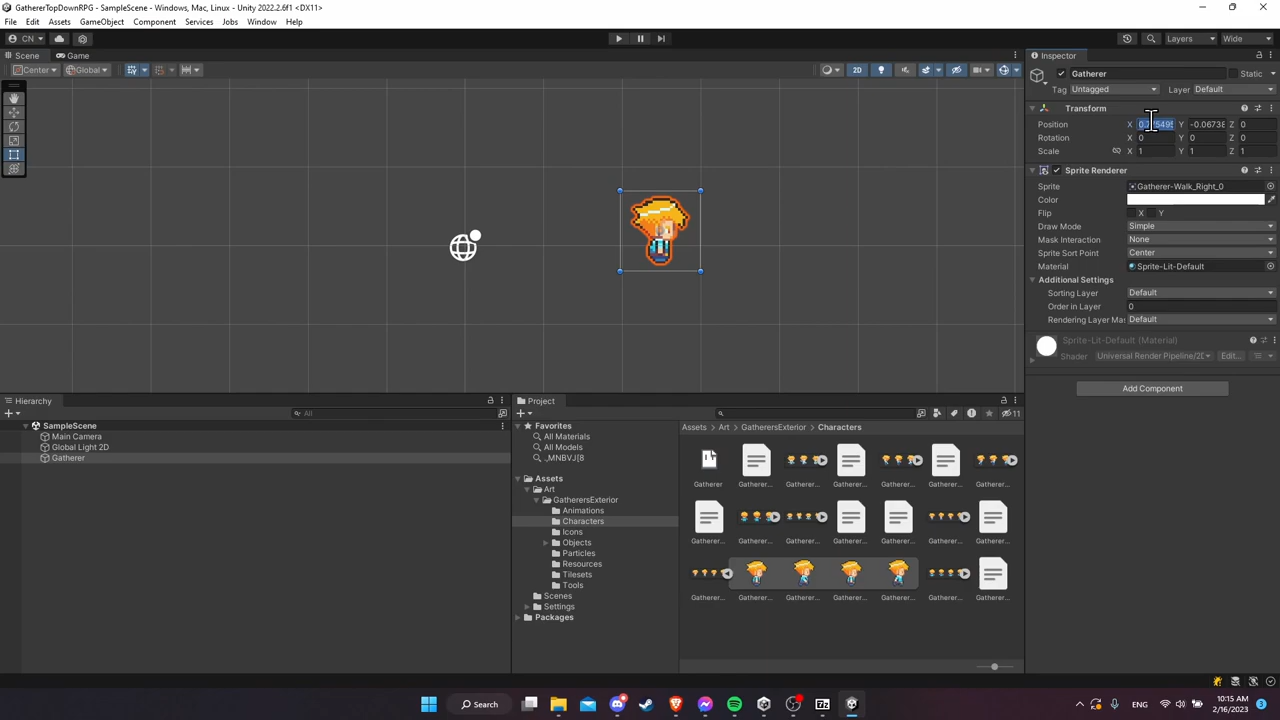 GathererTopDownRPG - SampleScene - Windows, Mac, Linux - Unity 2022.2.6f1 <DX11>
File Edit Assets GameObject Component Services Jobs Window Help
CN Layers Wide
Scene Game Inspector
Center Global 2D
Gatherer Static
Tag Untagged Layer Default
Transform
Position X Y -0.06738 Z 0
Rotation X 0 Y 0 Z 0
Scale X 1 Y 1 Z 1
Sprite Renderer
Sprite Gatherer-Walk_Right_0
Color
Flip X Y
Draw Mode Simple
Mask Interaction None
Sprite Sort Point Center
Material Sprite-Lit-Default
Additional Settings
Sorting Layer Default
Order in Layer 0
Rendering Layer Mas Default
Sprite-Lit-Default (Material)
Shader Universal Render Pipeline/2D Edit...
Add Component
Hierarchy
All
SampleScene
Main Camera
Global Light 2D
Gatherer
Project
11
Favorites
All Materials
All Models
._MNBVJ[B
Assets
Art
GatherersExterior
Animations
Characters
Icons
Objects
Particles
Resources
Tilesets
Tools
Scenes
Settings
Packages
Assets > Art > GatherersExterior > Characters
Gatherer Gatherer... Gatherer... Gatherer... Gatherer... Gatherer... Gatherer...
Gatherer... Gatherer... Gatherer... Gatherer... Gatherer... Gatherer... Gatherer...
Gatherer... Gatherer... Gatherer... Gatherer... Gatherer... Gatherer... Gatherer...
Search
ENG
10:15 AM
2/16/2023